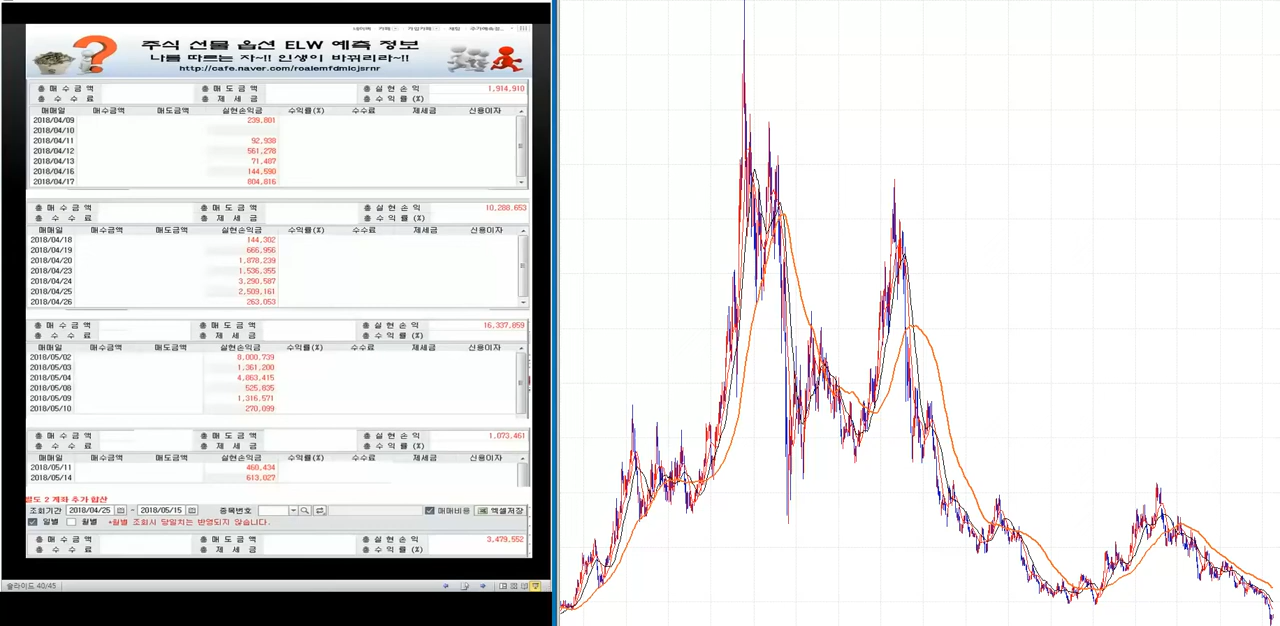 주식 선물 옵션 ELW 예측 정보
나를 따르는 자~!! 인생이 바뀌리라~!!
http://cafe.naver.com/roalemfdmlcjsrnr
총 매 수 금 액 총 매 도 금 액 총 실 현 손 익 1,914,910
총 수 수 료 총 제 세 금 총 수 익 률 (%)
매매일 매수금액 매도금액 실현손익금 수익률(%) 수수료 제세금 신용이자
2018/04/09 239,801
2018/04/10
2018/04/11 92,938
2018/04/12 561,278
2018/04/13 71,487
2018/04/16 144,590
2018/04/17 804,816
총 매 수 금 액 총 매 도 금 액 총 실 현 손 익 10,288,653
총 수 수 료 총 제 세 금 총 수 익 률 (%)
매매일 매수금액 매도금액 실현손익금 수익률(%) 수수료 제세금 신용이자
2018/04/18 144,302
2018/04/19 666,956
2018/04/20 1,878,239
2018/04/23 1,536,355
2018/04/24 3,290,587
2018/04/25 2,509,161
2018/04/26 263,053
총 매 수 금 액 총 매 도 금 액 총 실 현 손 익 16,337,859
총 수 수 료 총 제 세 금 총 수 익 률 (%)
매매일 매수금액 매도금액 실현손익금 수익률(%) 수수료 제세금 신용이자
2018/05/02 8,000,739
2018/05/03 1,361,200
2018/05/04 4,863,415
2018/05/08 525,835
2018/05/09 1,316,571
2018/05/10 270,099
총 매 수 금 액 총 매 도 금 액 총 실 현 손 익 1,073,461
총 수 수 료 총 제 세 금 총 수 익 률 (%)
매매일 매수금액 매도금액 실현손익금 수익률(%) 수수료 제세금 신용이자
2018/05/11 460,434
2018/05/14 613,027
별도 2 계좌 추가 합산
조회기간 2018/04/25 - 2018/05/15 종목번호 매매비용 엑셀저장
일별 월별 *월별 조회시 당일치는 반영되지 않습니다.
총 매 수 금 액 총 매 도 금 액 총 실 현 손 익 3,479,552
총 수 수 료 총 제 세 금 총 수 익 률 (%)
슬라이드 40/45